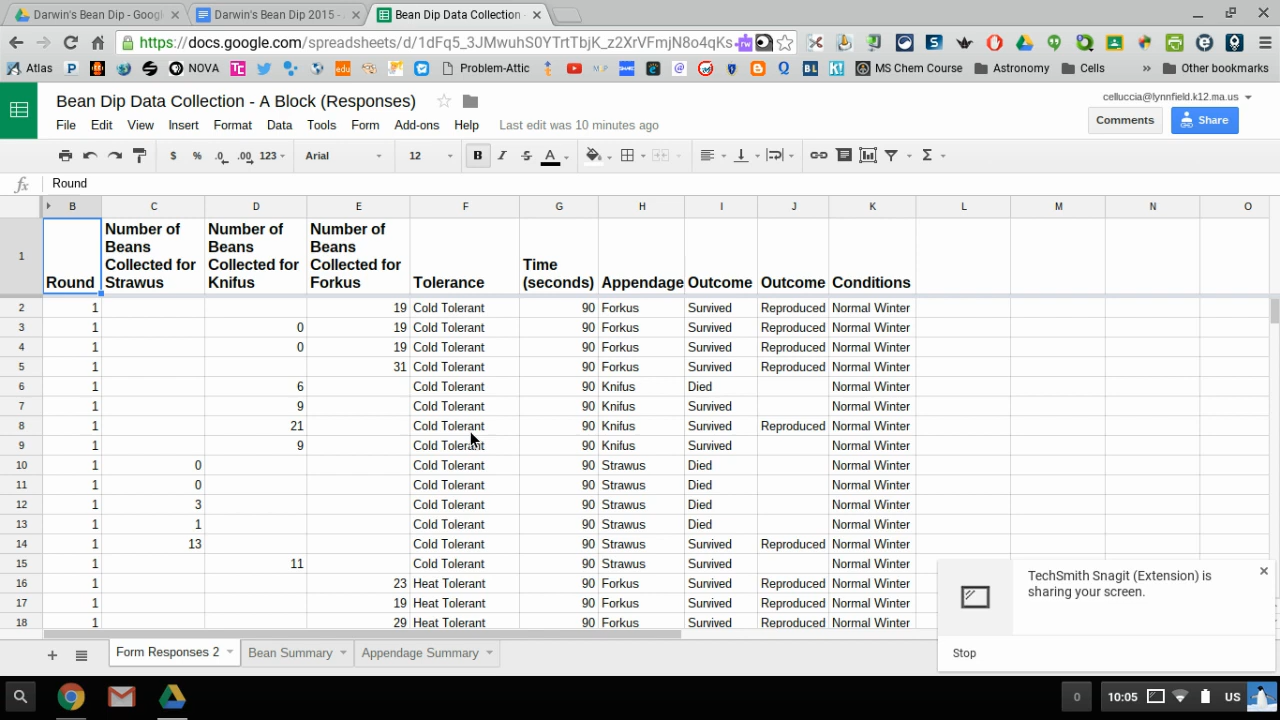 Darwin's Bean Dip - Googl
Darwin's Bean Dip 2015 -
Bean Dip Data Collection -
https://docs.google.com/spreadsheets/d/1dFq5_3JMwuhS0YTrtTbjK_z2XrVFmjN8o4qKs
Atlas NOVA Problem-Attic MS Chem Course Astronomy Cells » Other bookmarks
Bean Dip Data Collection - A Block (Responses)
celluccia@lynnfield.k12.ma.us
File Edit View Insert Format Data Tools Form Add-ons Help Last edit was 10 minutes ago
Comments Share
$ % .0 .00 123 Arial 12 B I S A Σ
fx Round
B C D E F G H I J K L M N O
1 Round Number of Beans Collected for Strawus Number of Beans Collected for Knifus Number of Beans Collected for Forkus Tolerance Time (seconds) Appendage Outcome Outcome Conditions
2 1 19 Cold Tolerant 90 Forkus Survived Reproduced Normal Winter
3 1 0 19 Cold Tolerant 90 Forkus Survived Reproduced Normal Winter
4 1 0 19 Cold Tolerant 90 Forkus Survived Reproduced Normal Winter
5 1 31 Cold Tolerant 90 Forkus Survived Reproduced Normal Winter
6 1 6 Cold Tolerant 90 Knifus Died Normal Winter
7 1 9 Cold Tolerant 90 Knifus Survived Normal Winter
8 1 21 Cold Tolerant 90 Knifus Survived Reproduced Normal Winter
9 1 9 Cold Tolerant 90 Knifus Survived Normal Winter
10 1 0 Cold Tolerant 90 Strawus Died Normal Winter
11 1 0 Cold Tolerant 90 Strawus Died Normal Winter
12 1 3 Cold Tolerant 90 Strawus Died Normal Winter
13 1 1 Cold Tolerant 90 Strawus Died Normal Winter
14 1 13 Cold Tolerant 90 Strawus Survived Reproduced Normal Winter
15 1 11 Cold Tolerant 90 Strawus Survived Normal Winter
16 1 23 Heat Tolerant 90 Forkus Survived Reproduced Normal Winter
17 1 19 Heat Tolerant 90 Forkus Survived Reproduced Normal Winter
18 1 29 Heat Tolerant 90 Forkus Survived Reproduced Normal Winter
TechSmith Snagit (Extension) is
sharing your screen.
Stop
Form Responses 2 Bean Summary Appendage Summary
0 10:05 US